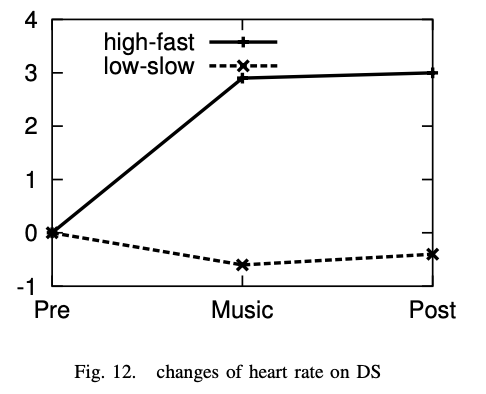 4
high-fast
low-slow
3
2
1
0
-1
Pre Music Post
Fig. 12. changes of heart rate on DS